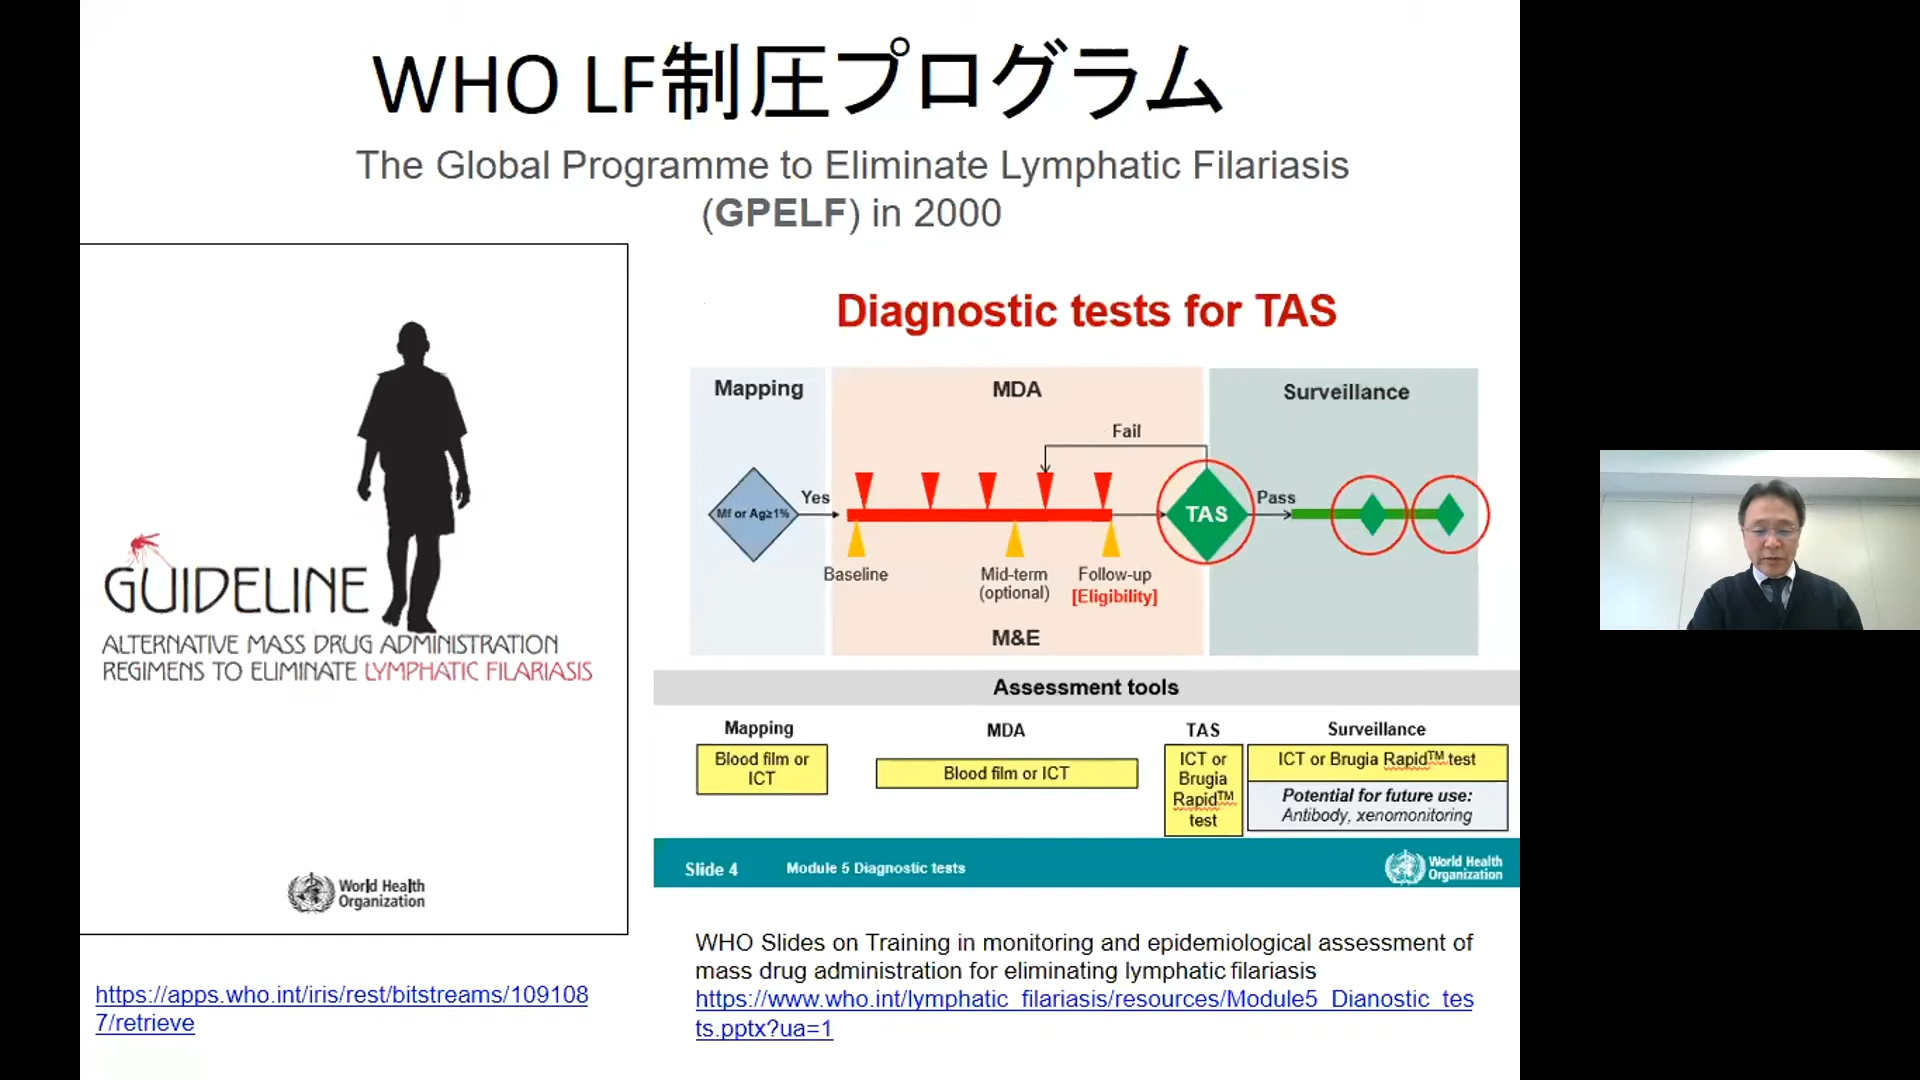 WHO LF制圧プログラム
The Global Programme to Eliminate Lymphatic Filariasis
(GPELF) in 2000
GUIDELINE
ALTERNATIVE MASS DRUG ADMINISTRATION
REGIMENS TO ELIMINATE LYMPHATIC FILARIASIS
World Health
Organization
https://apps.who.int/iris/rest/bitstreams/109108
7/retrieve
Diagnostic tests for TAS
Mapping
MDA
Surveillance
Fail
Mf or Ag≥1%
Yes
TAS
Pass
Baseline
Mid-term
(optional)
Follow-up
[Eligibility]
M&E
Assessment tools
Mapping
MDA
TAS
Surveillance
Blood film or
ICT
Blood film or ICT
ICT or
Brugia
Rapid™
test
ICT or Brugia Rapid™ test
Potential for future use:
Antibody, xenomonitoring
Slide 4
Module 5 Diagnostic tests
World Health
Organization
WHO Slides on Training in monitoring and epidemiological assessment of
mass drug administration for eliminating lymphatic filariasis
https://www.who.int/lymphatic_filariasis/resources/Module5_Dianostic_tes
ts.pptx?ua=1